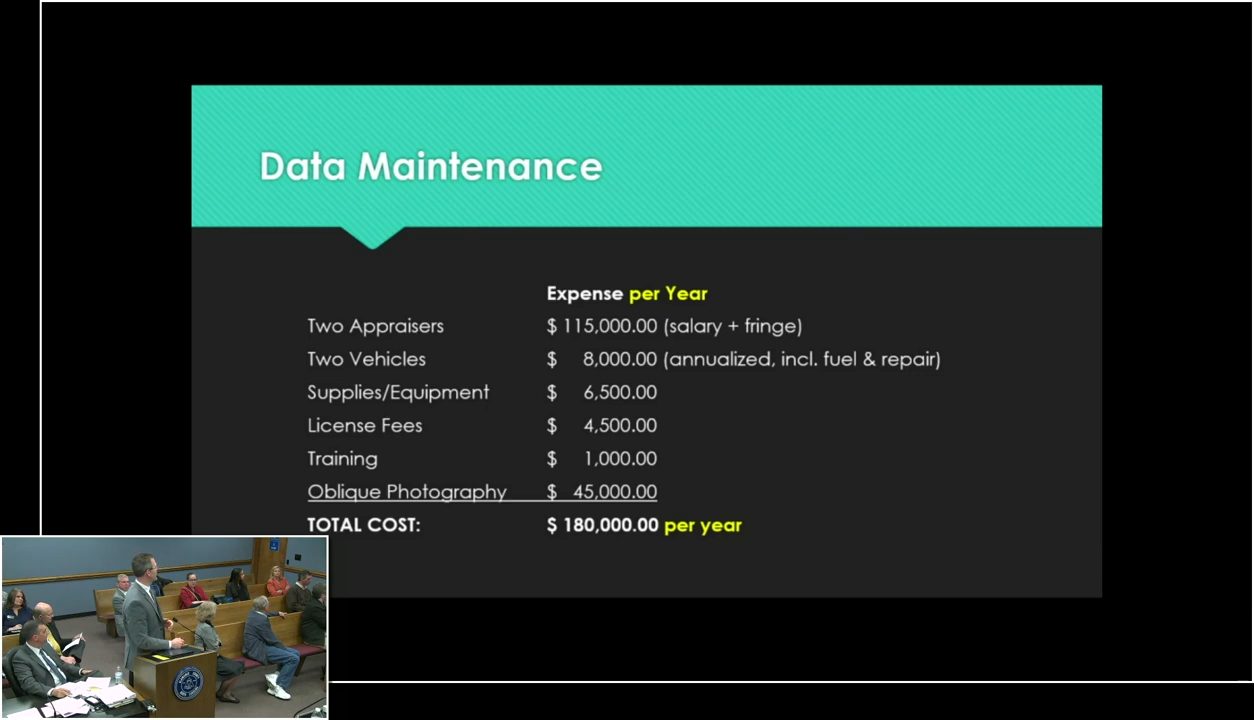 Data Maintenance
Expense per Year
Two Appraisers $ 115,000.00 (salary + fringe)
Two Vehicles $ 8,000.00 (annualized, incl. fuel & repair)
Supplies/Equipment $ 6,500.00
License Fees $ 4,500.00
Training $ 1,000.00
Oblique Photography $ 45,000.00
TOTAL COST: $ 180,000.00 per year